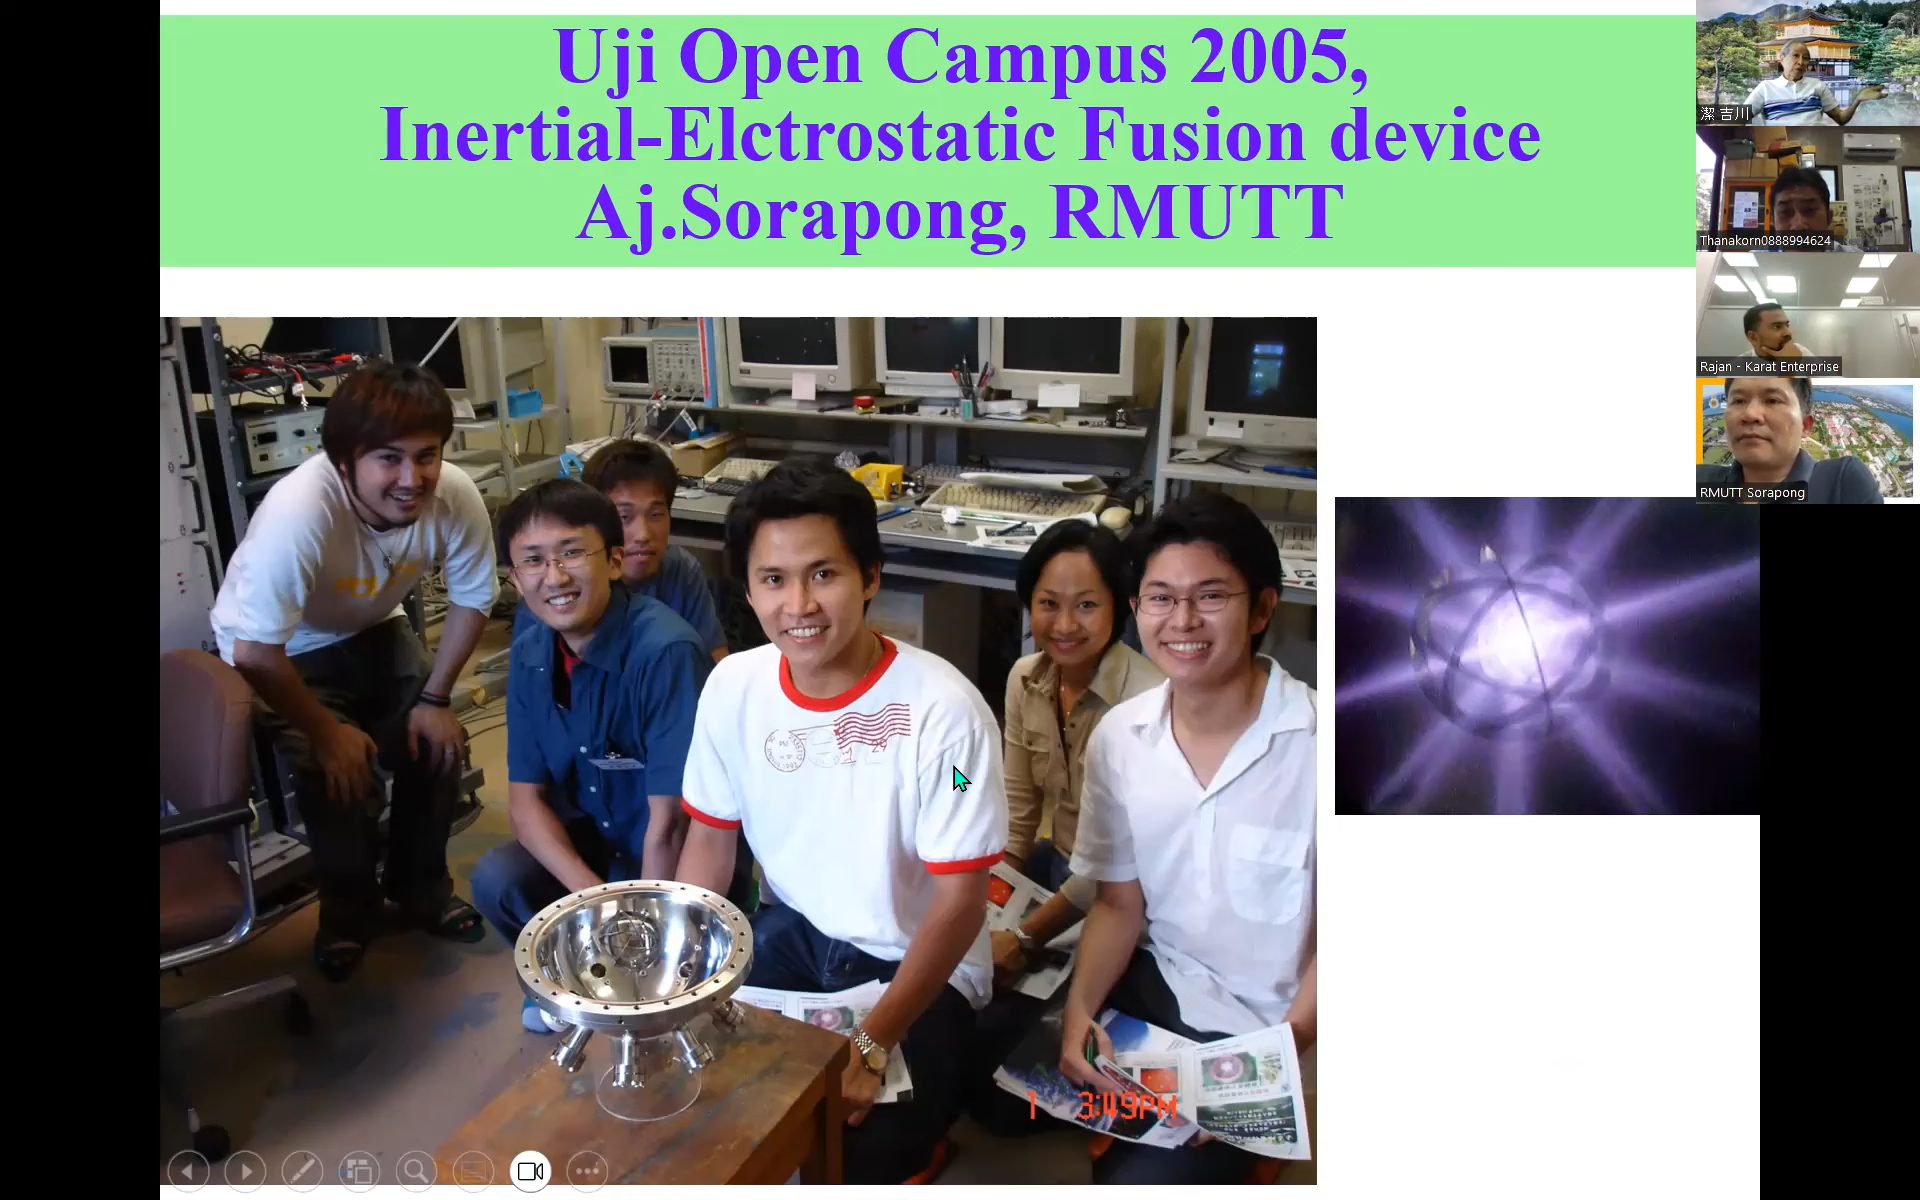 Uji Open Campus 2005,
Inertial-Elctrostatic Fusion device
Aj.Sorapong, RMUTT
潔 吉川
Thanakorn0888994624
Rajan - Karat Enterprise
RMUTT Sorapong
1 3:49PM